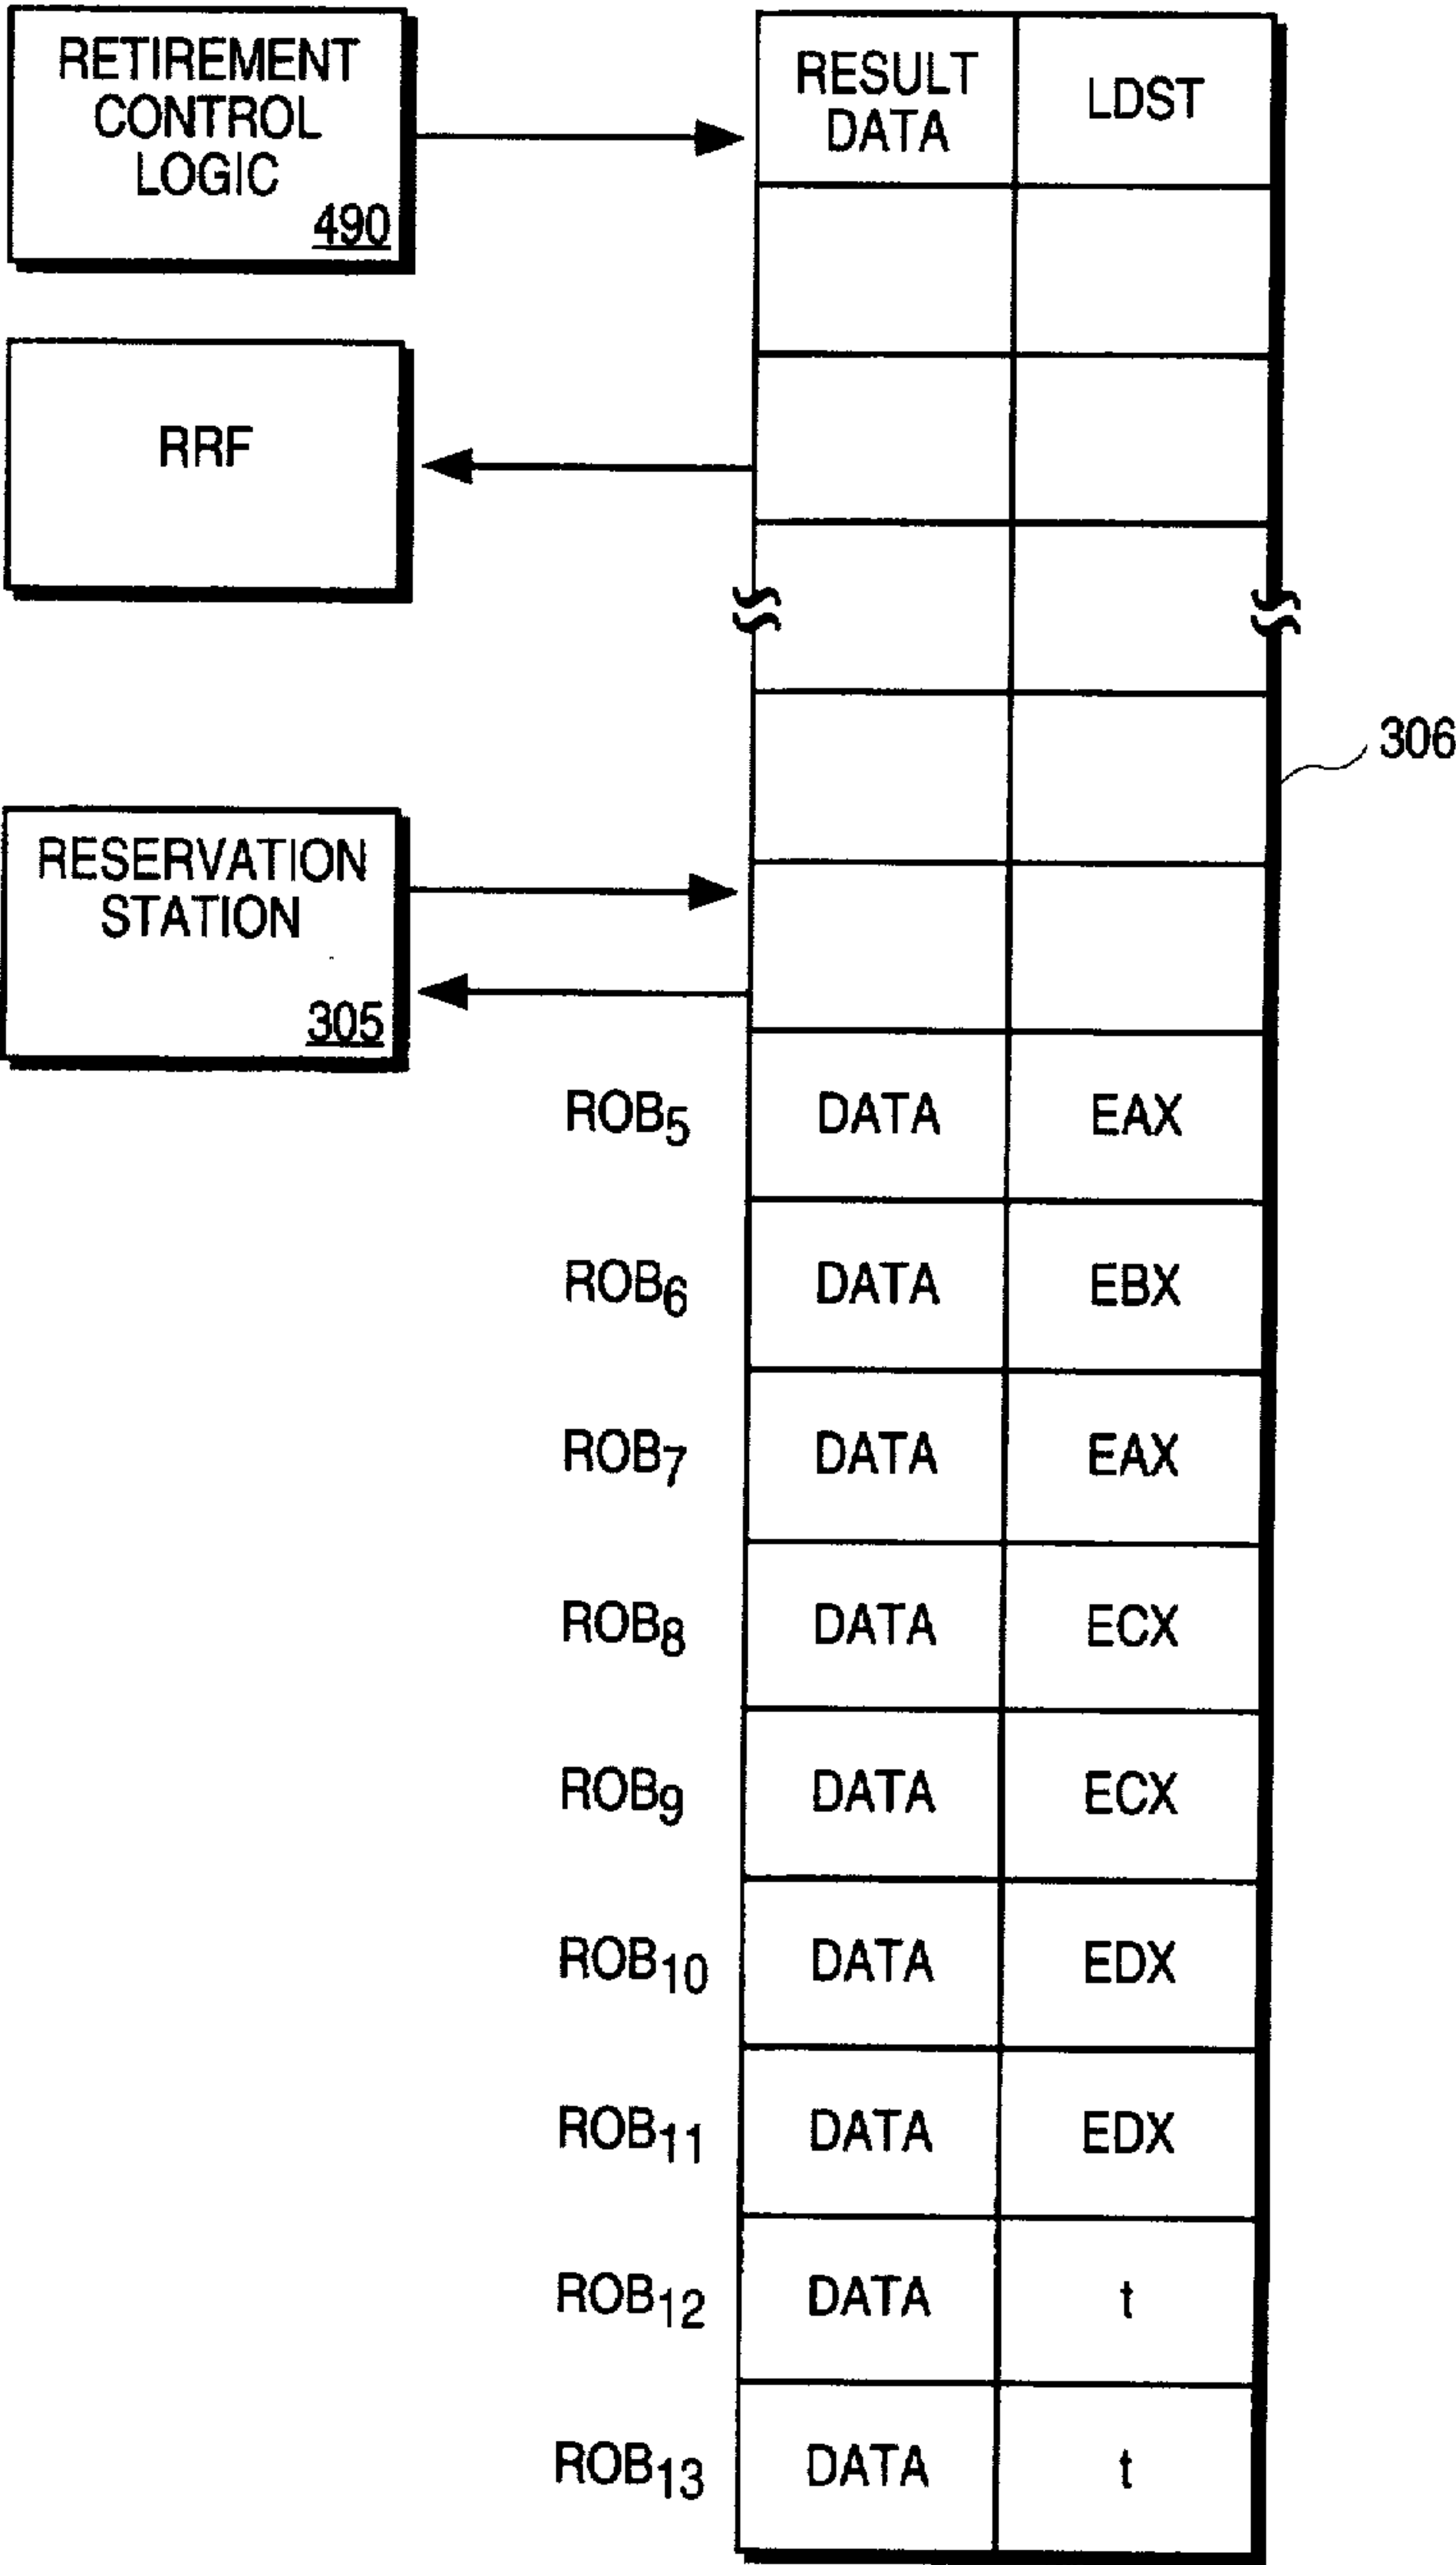 RETIREMENT
CONTROL
LOGIC
490
RESULT
DATA
LDST
RRF
306
RESERVATION
STATION
305
ROB5 DATA EAX
ROB6 DATA EBX
ROB7 DATA EAX
ROB8 DATA ECX
ROB9 DATA ECX
ROB10 DATA EDX
ROB11 DATA EDX
ROB12 DATA t
ROB13 DATA t